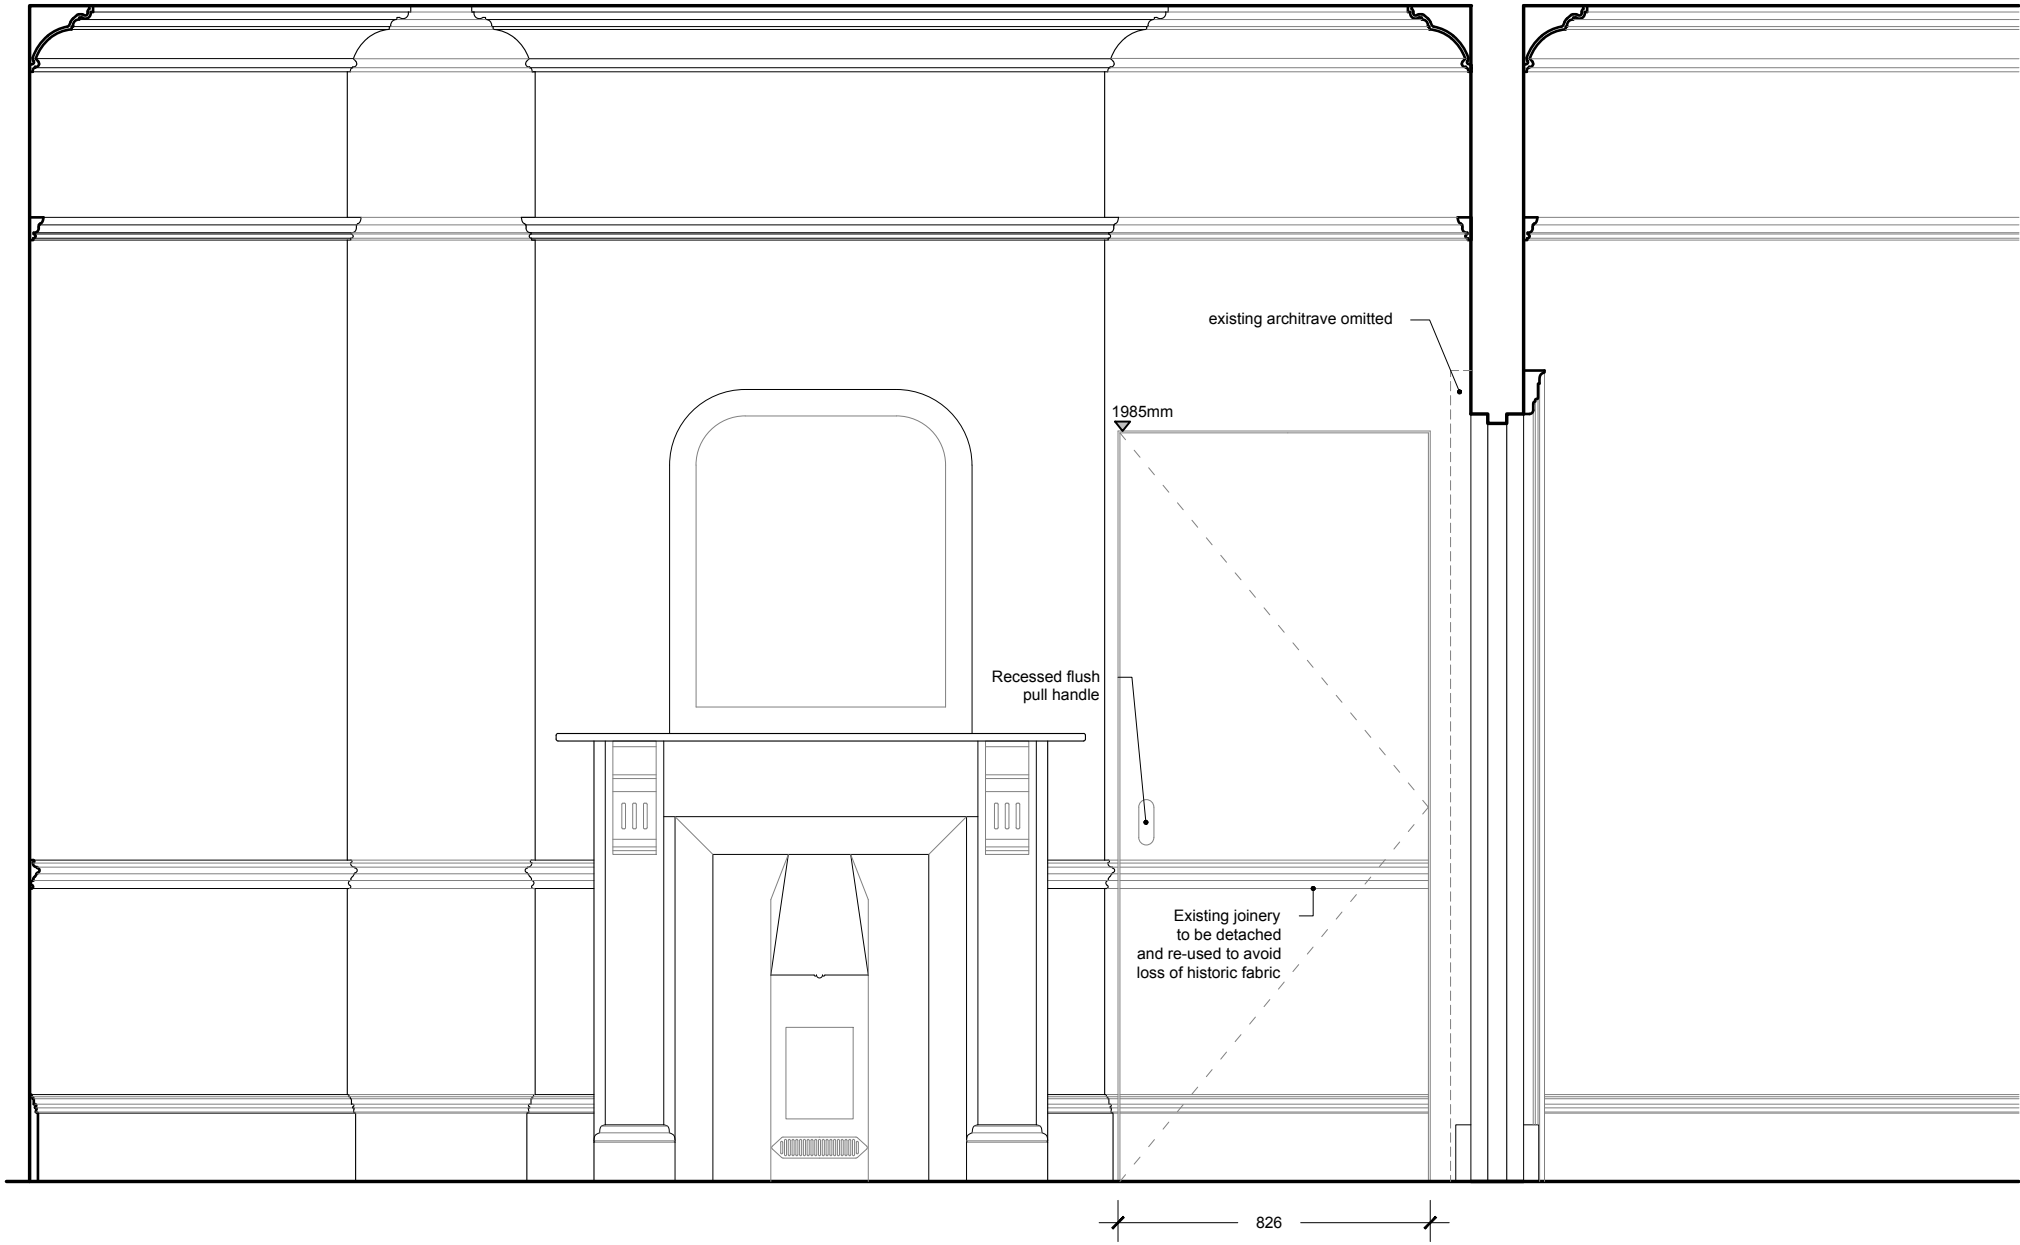 existing architrave omitted
1985mm
Recessed flush
pull handle
Existing joinery
to be detached
and re-used to avoid
loss of historic fabric
826